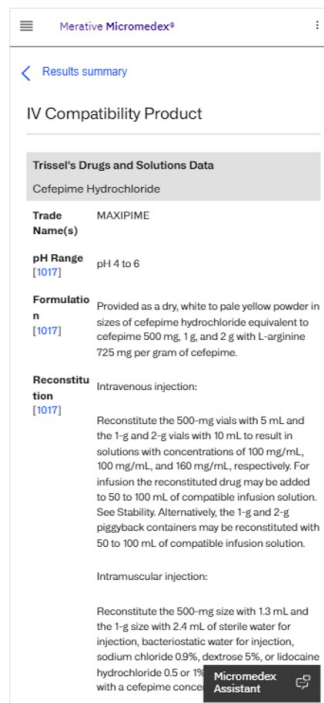 Merative Micromedex®
Results summary
IV Compatibility Product
Trissel's Drugs and Solutions Data
Cefepime Hydrochloride
Trade Name(s) MAXIPIME
pH Range [1017] pH 4 to 6
Formulatio
n
[1017]
Provided as a dry, white to pale yellow powder in
sizes of cefepime hydrochloride equivalent to
cefepime 500 mg, 1 g, and 2 g with L-arginine
725 mg per gram of cefepime.
Reconstitu
tion
[1017]
Intravenous injection:
Reconstitute the 500-mg vials with 5 mL and
the 1-g and 2-g vials with 10 mL to result in
solutions with concentrations of 100 mg/mL,
100 mg/mL, and 160 mg/mL, respectively. For
infusion the reconstituted drug may be added
to 50 to 100 mL of compatible infusion solution.
See Stability. Alternatively, the 1-g and 2-g
piggyback containers may be reconstituted with
50 to 100 mL of compatible infusion solution.
Intramuscular injection:
Reconstitute the 500-mg size with 1.3 mL and
the 1-g size with 2.4 mL of sterile water for
injection, bacteriostatic water for injection,
sodium chloride 0.9%, dextrose 5%, or lidocaine
hydrochloride 0.5 or 1%
with a cefepime
Micromedex
Assistant